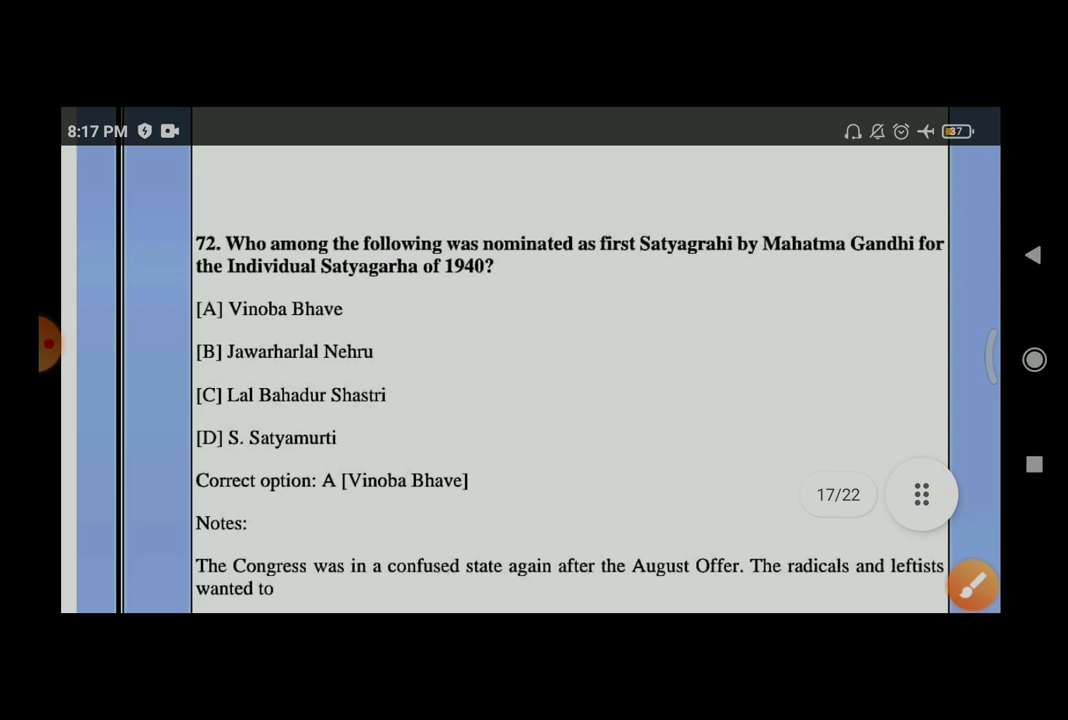 8:17 PM
37
72. Who among the following was nominated as first Satyagrahi by Mahatma Gandhi for
the Individual Satyagarha of 1940?
[A] Vinoba Bhave
[B] Jawarharlal Nehru
[C] Lal Bahadur Shastri
[D] S. Satyamurti
Correct option: A [Vinoba Bhave]
17/22
Notes:
The Congress was in a confused state again after the August Offer. The radicals and leftists
wanted to